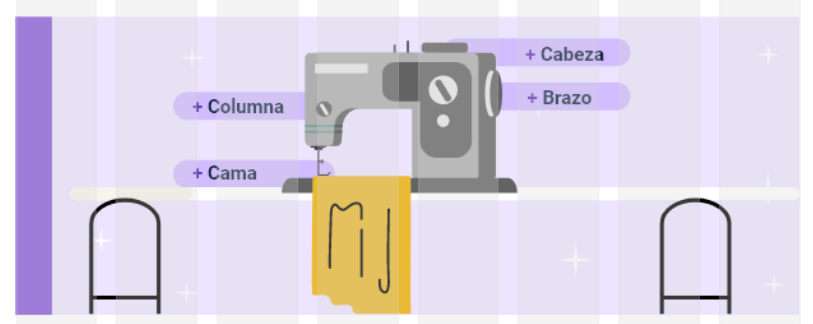 + Cabeza
+ Brazo
+ Columna
+ Cama
MJ